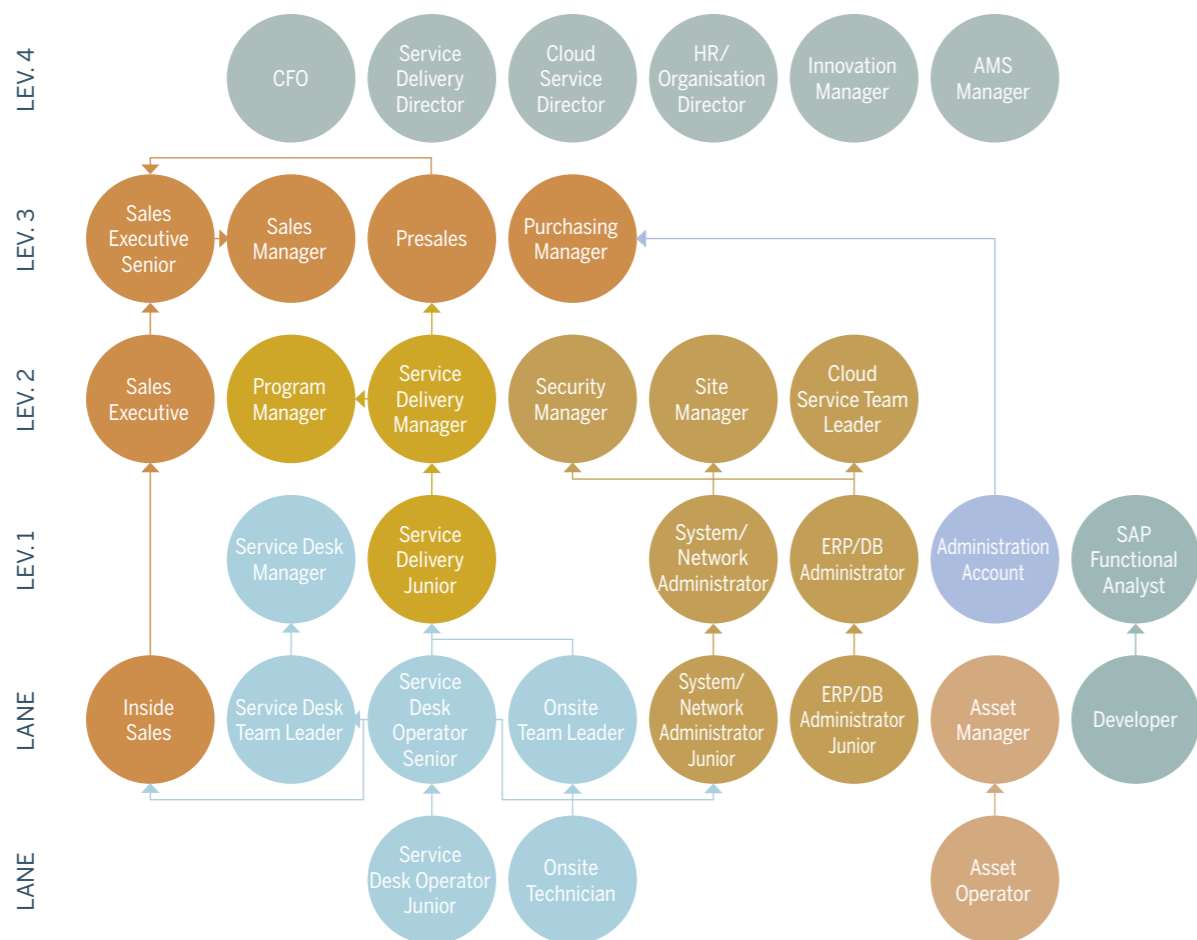 LEV. 4
CFO
Service
Delivery
Director
Cloud
Service
Director
HR/
Organisation
Director
Innovation
Manager
AMS
Manager
LEV. 3
Sales
Executive
Senior
Sales
Manager
Presales
Purchasing
Manager
LEV. 2
Sales
Executive
Program
Manager
Service
Delivery
Manager
Security
Manager
Site
Manager
Cloud
Service Team
Leader
LEV.1
Service Desk
Manager
Service
Delivery
Junior
System/
Network
Administrator
ERP/DB
Administrator
Administration
Account
SAP
Functional
Analyst
LANE
Inside
Sales
Service Desk
Team Leader
Service
Desk
Operator
Senior
Onsite
Team Leader
System/
Network
Administrator
Junior
ERP/DB
Administrator
Junior
Asset
Manager
Developer
LANE
Service
Desk Operator
Junior
Onsite
Technician
Asset
Operator